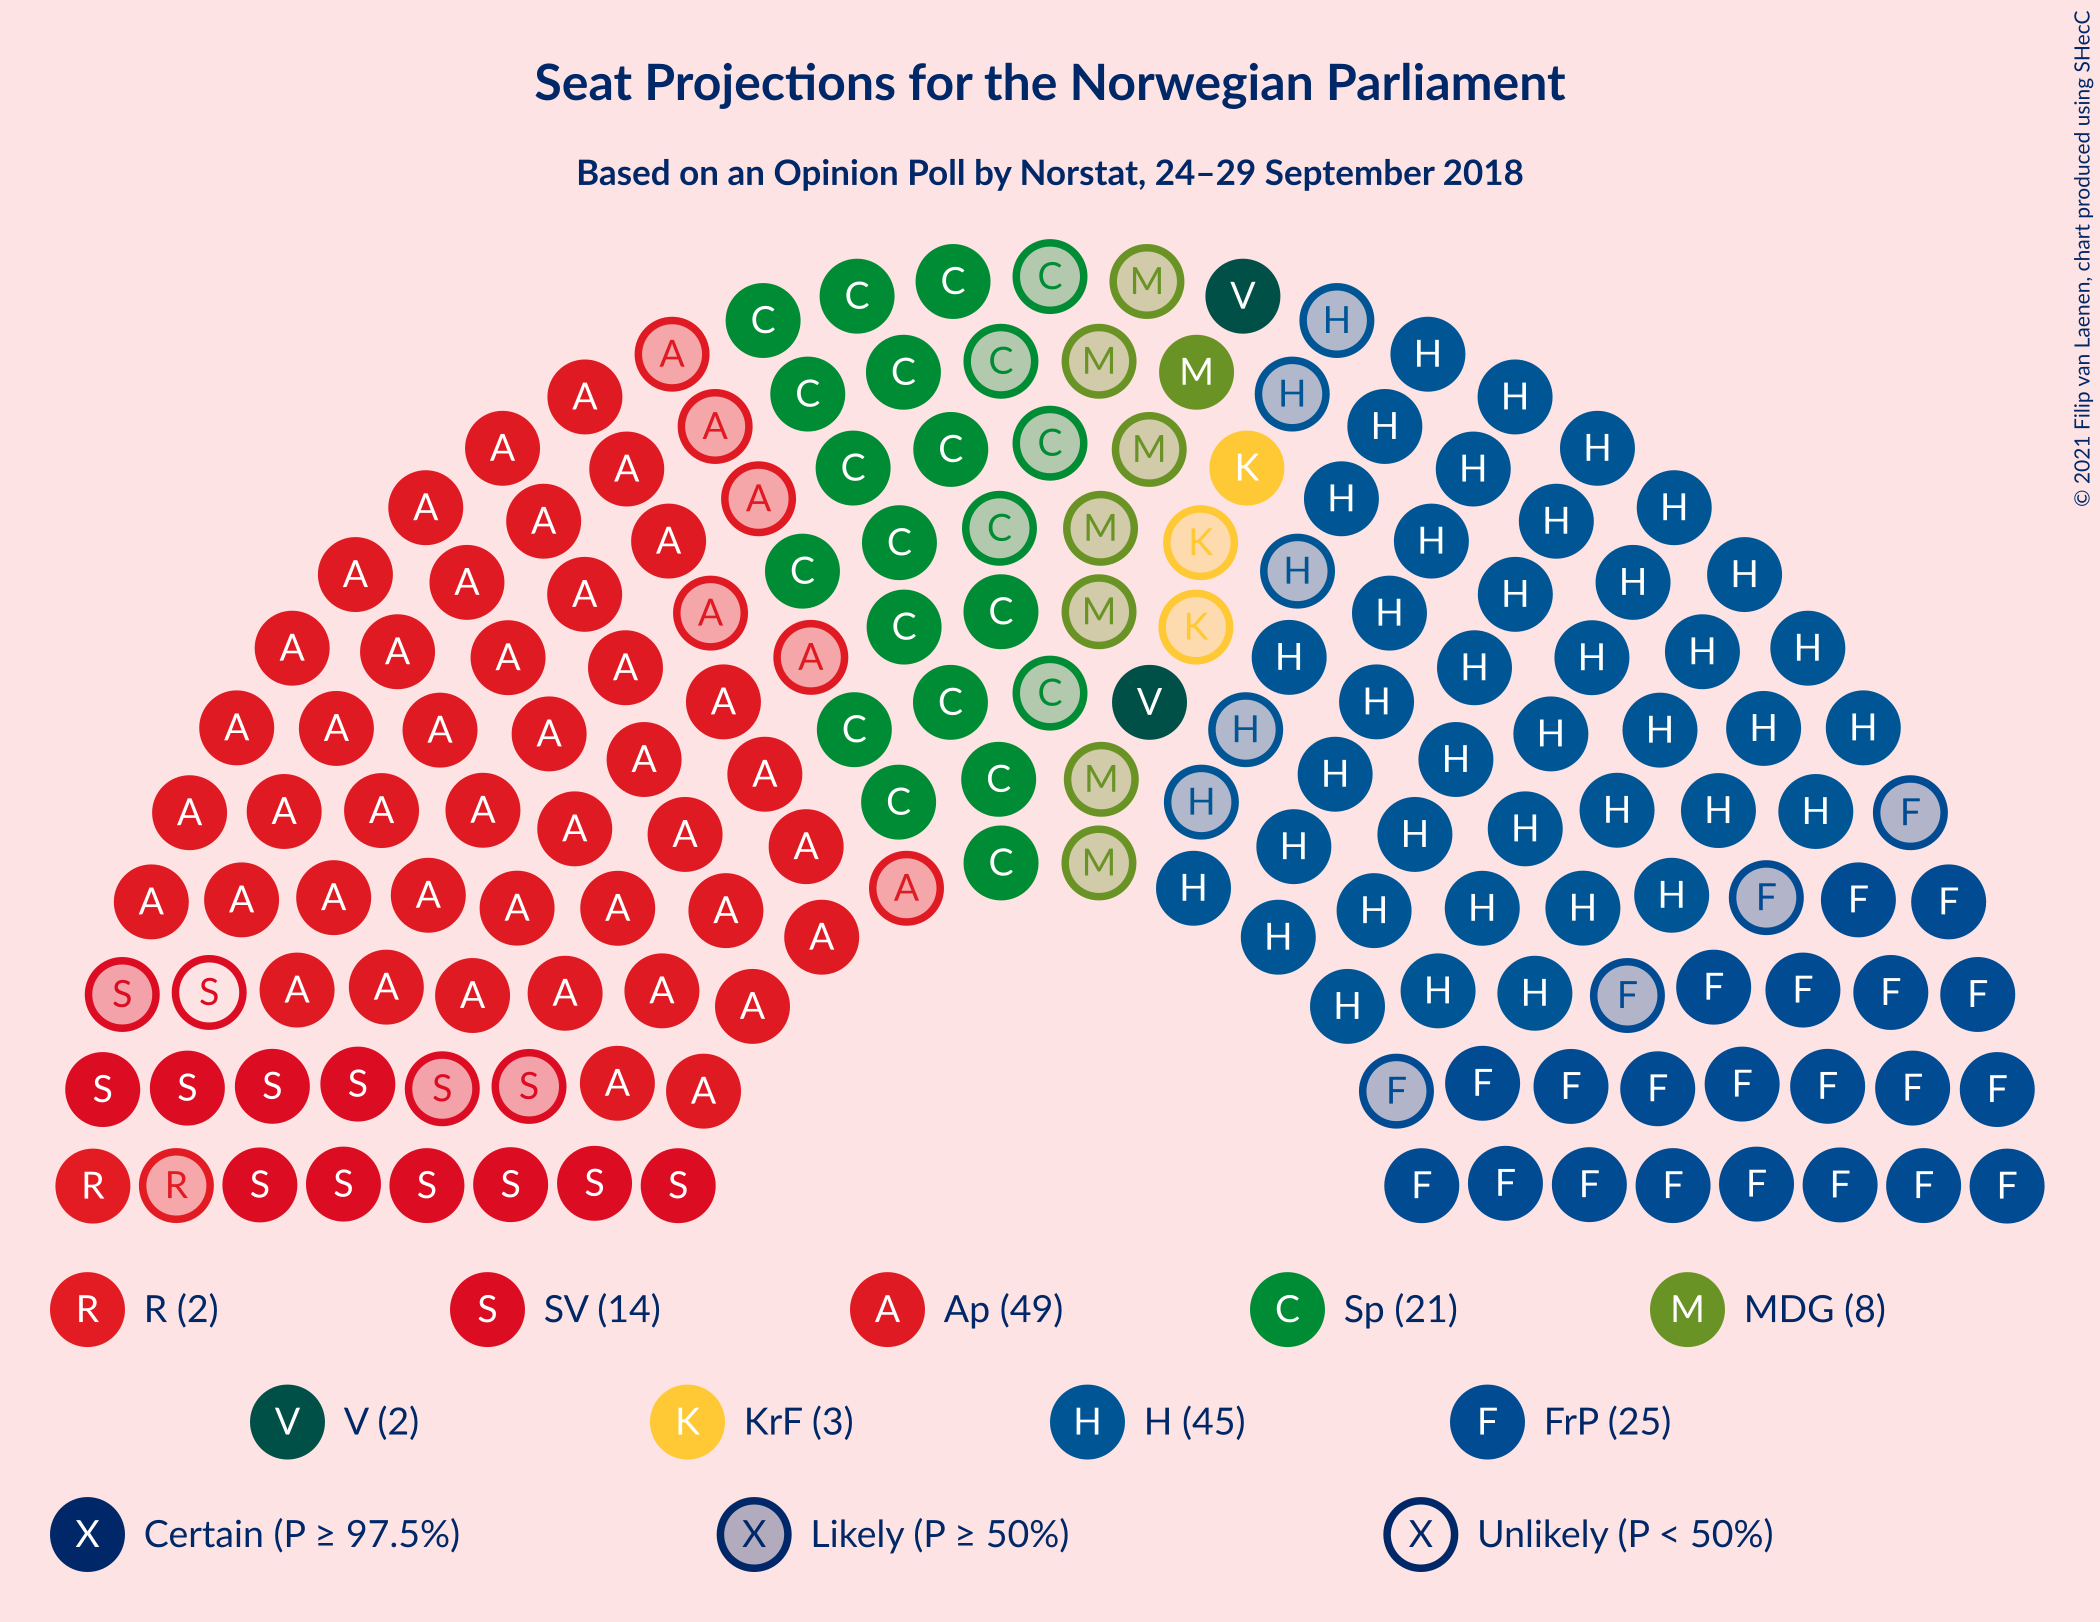 Seat Projections for the Norwegian Parliament
Based on an Opinion Poll by Norstat, 24–29 September 2018
© 2021 Filip van Laenen, chart produced using SHecC
C C C C M V H
A C C C M M H H
A A C C C M K H H H
A A A C C C M K H H H H
A A A A C C C M K H H H H H
A A A A A C C C V H H H H H H
A A A A A A C C M H H H H H H H
A A A A A A A A C M H H H H H H H F
A A A A A A A A H H H H H H F F F
S S A A A A A A H H H F F F F F
S S S S S S A A F F F F F F F F
R R S S S S S S F F F F F F F F
R R (2) S SV (14) A Ap (49) C Sp (21) M MDG (8)
V V (2) K KrF (3) H H (45) F FrP (25)
X Certain (P ≥ 97.5%) X Likely (P ≥ 50%) X Unlikely (P < 50%)